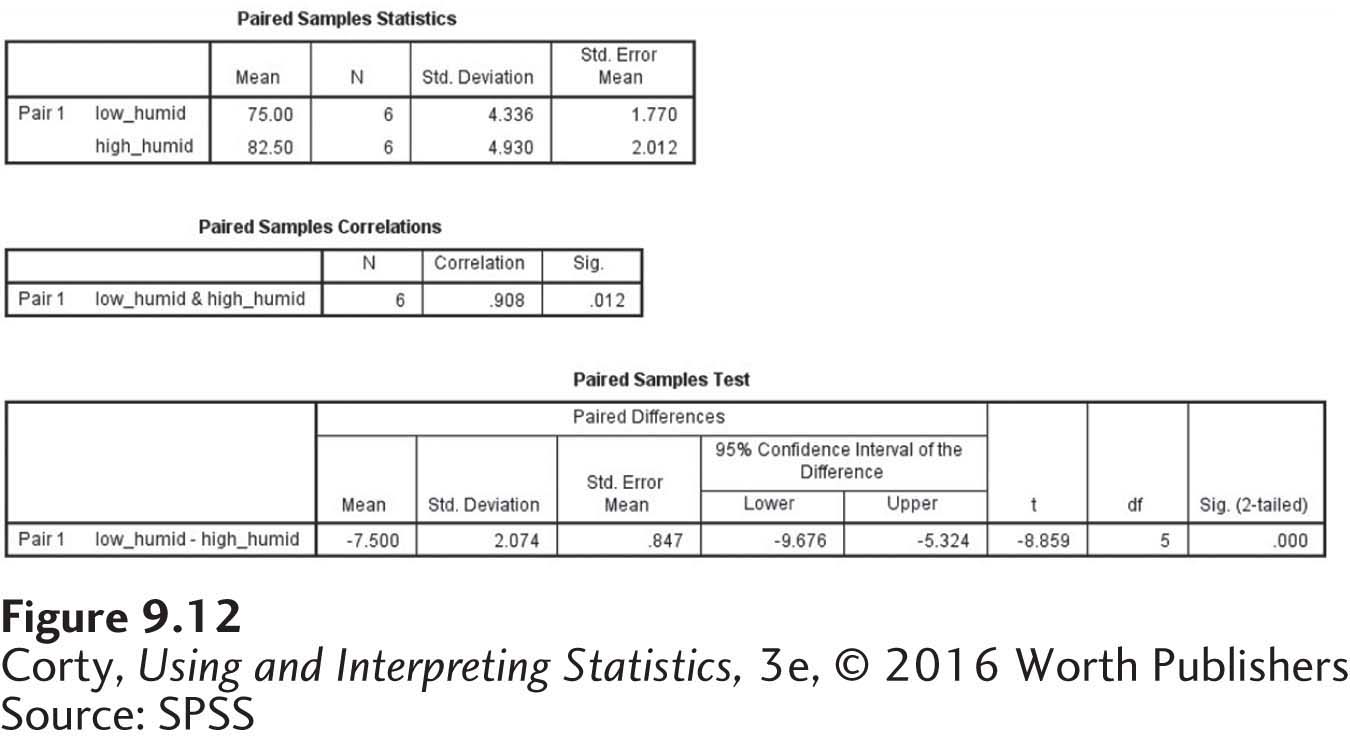 Paired Samples Statistics
Mean N Std. Deviation Std. Error Mean
Pair 1 low_humid 75.00 6 4.336 1.770
high_humid 82.50 6 4.930 2.012
Paired Samples Correlations
N Correlation Sig.
Pair 1 low_humid & high_humid 6 .908 .012
Paired Samples Test
Paired Differences
95% Confidence Interval of the Difference
Mean Std. Deviation Std. Error Mean Lower Upper t df Sig. (2-tailed)
Pair 1 low_humid - high_humid -7.500 2.074 .847 -9.676 -5.324 -8.859 5 .000
Figure 9.12
Corty, Using and Interpreting Statistics, 3e, © 2016 Worth Publishers
Source: SPSS